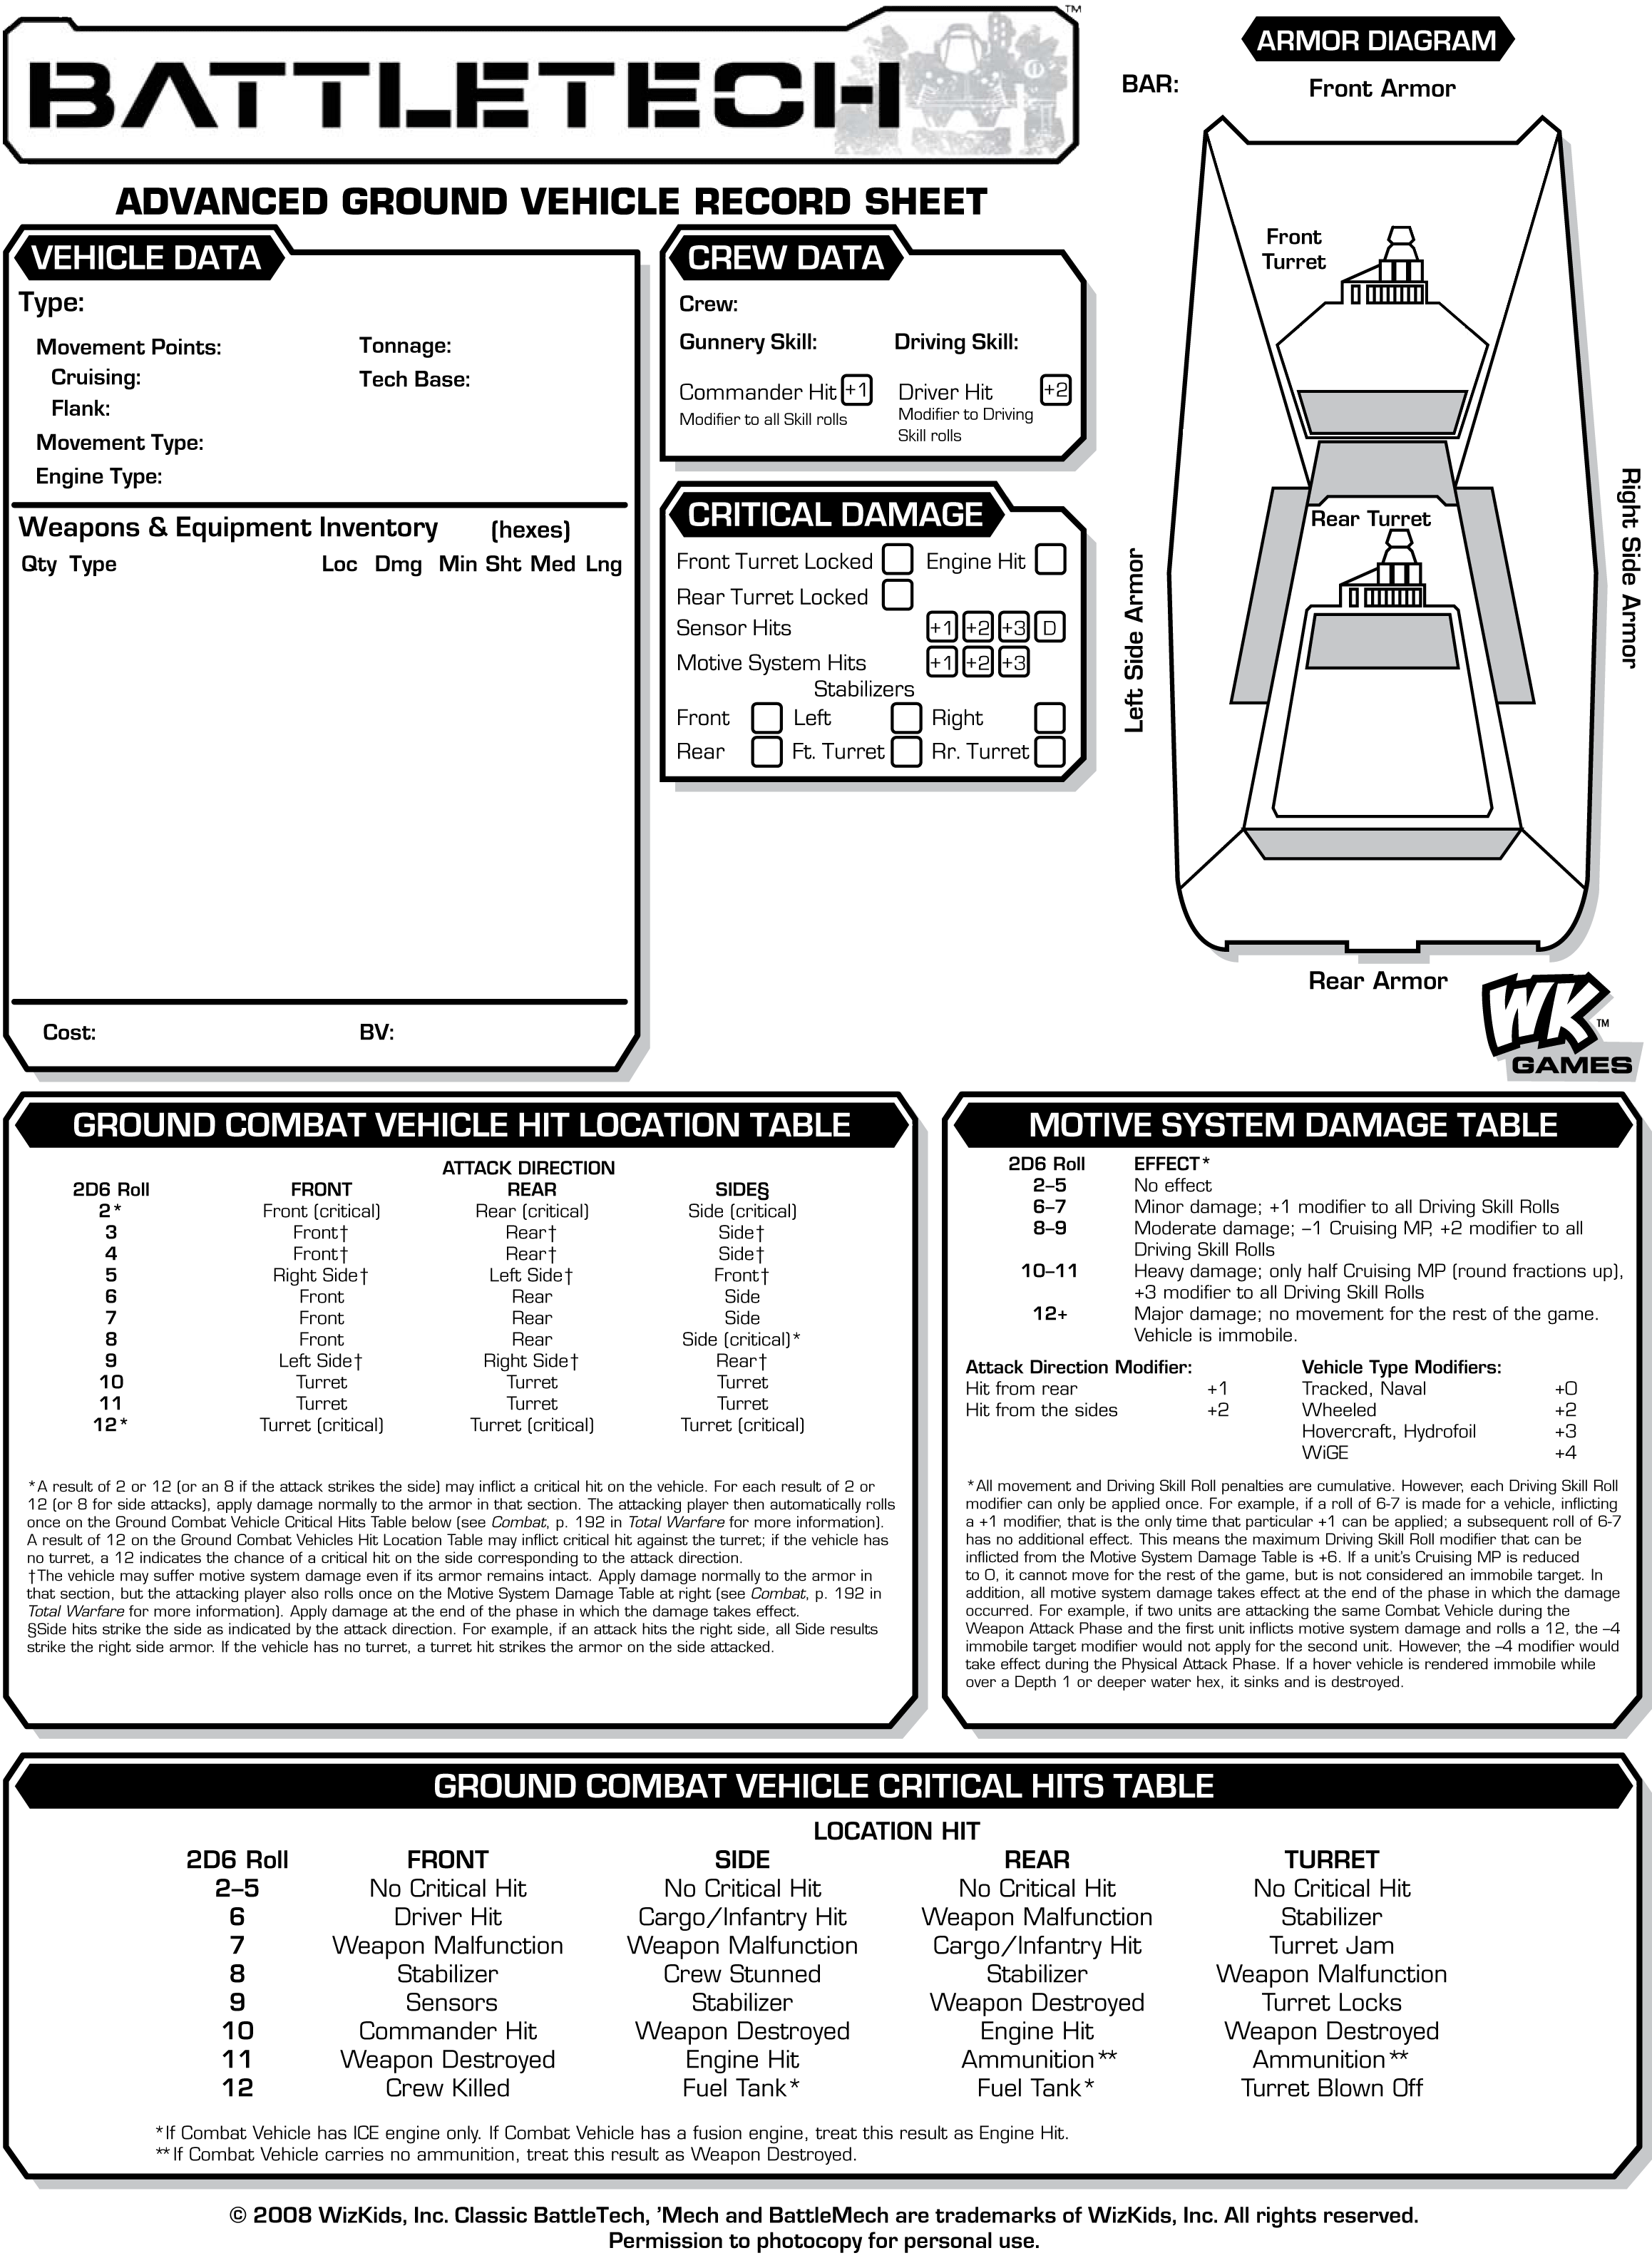 BATTLETECH™
ADVANCED GROUND VEHICLE RECORD SHEET
VEHICLE DATA
Type:
Movement Points:
Tonnage:
Cruising:
Tech Base:
Flank:
Movement Type:
Engine Type:
Weapons & Equipment Inventory (hexes)
Qty Type Loc Dmg Min Sht Med Lng
Cost: BV:
CREW DATA
Crew:
Gunnery Skill: Driving Skill:
Commander Hit +1 Driver Hit +2
Modifier to all Skill rolls
Modifier to Driving
Skill rolls
CRITICAL DAMAGE
Front Turret Locked Engine Hit
Rear Turret Locked
Sensor Hits +1 +2 +3 D
Motive System Hits +1 +2 +3
Stabilizers
Front Left Right
Rear Ft. Turret Rr. Turret
ARMOR DIAGRAM
BAR: Front Armor
Front
Turret
Rear Turret
Left Side Armor
Right Side Armor
Rear Armor
WK™
GAMES
GROUND COMBAT VEHICLE HIT LOCATION TABLE
ATTACK DIRECTION
2D6 Roll FRONT REAR SIDE§
2* Front (critical) Rear (critical) Side (critical)
3 Front† Rear† Side†
4 Front† Rear† Side†
5 Right Side† Left Side† Front†
6 Front Rear Side
7 Front Rear Side
8 Front Rear Side (critical)*
9 Left Side† Right Side† Rear†
10 Turret Turret Turret
11 Turret Turret Turret
12* Turret (critical) Turret (critical) Turret (critical)
*A result of 2 or 12 (or an 8 if the attack strikes the side) may inflict a critical hit on the vehicle. For each result of 2 or
12 (or 8 for side attacks), apply damage normally to the armor in that section. The attacking player then automatically rolls
once on the Ground Combat Vehicle Critical Hits Table below (see Combat, p. 192 in Total Warfare for more information).
A result of 12 on the Ground Combat Vehicles Hit Location Table may inflict critical hit against the turret; if the vehicle has
no turret, a 12 indicates the chance of a critical hit on the side corresponding to the attack direction.
†The vehicle may suffer motive system damage even if its armor remains intact. Apply damage normally to the armor in
that section, but the attacking player also rolls once on the Motive System Damage Table at right (see Combat, p. 192 in
Total Warfare for more information). Apply damage at the end of the phase in which the damage takes effect.
§Side hits strike the side as indicated by the attack direction. For example, if an attack hits the right side, all Side results
strike the right side armor. If the vehicle has no turret, a turret hit strikes the armor on the side attacked.
MOTIVE SYSTEM DAMAGE TABLE
2D6 Roll EFFECT*
2–5 No effect
6–7 Minor damage; +1 modifier to all Driving Skill Rolls
8–9 Moderate damage; –1 Cruising MP, +2 modifier to all
Driving Skill Rolls
10–11 Heavy damage; only half Cruising MP (round fractions up),
+3 modifier to all Driving Skill Rolls
12+ Major damage; no movement for the rest of the game.
Vehicle is immobile.
Attack Direction Modifier: Vehicle Type Modifiers:
Hit from rear +1 Tracked, Naval +0
Hit from the sides +2 Wheeled +2
Hovercraft, Hydrofoil +3
WiGE +4
*All movement and Driving Skill Roll penalties are cumulative. However, each Driving Skill Roll
modifier can only be applied once. For example, if a roll of 6-7 is made for a vehicle, inflicting
a +1 modifier, that is the only time that particular +1 can be applied; a subsequent roll of 6-7
has no additional effect. This means the maximum Driving Skill Roll modifier that can be
inflicted from the Motive System Damage Table is +6. If a unit's Cruising MP is reduced
to 0, it cannot move for the rest of the game, but is not considered an immobile target. In
addition, all motive system damage takes effect at the end of the phase in which the damage
occurred. For example, if two units are attacking the same Combat Vehicle during the
Weapon Attack Phase and the first unit inflicts motive system damage and rolls a 12, the –4
immobile target modifier would not apply for the second unit. However, the –4 modifier would
take effect during the Physical Attack Phase. If a hover vehicle is rendered immobile while
over a Depth 1 or deeper water hex, it sinks and is destroyed.
GROUND COMBAT VEHICLE CRITICAL HITS TABLE
LOCATION HIT
2D6 Roll FRONT SIDE REAR TURRET
2–5 No Critical Hit No Critical Hit No Critical Hit No Critical Hit
6 Driver Hit Cargo/Infantry Hit Weapon Malfunction Stabilizer
7 Weapon Malfunction Weapon Malfunction Cargo/Infantry Hit Turret Jam
8 Stabilizer Crew Stunned Stabilizer Weapon Malfunction
9 Sensors Stabilizer Weapon Destroyed Turret Locks
10 Commander Hit Weapon Destroyed Engine Hit Weapon Destroyed
11 Weapon Destroyed Engine Hit Ammunition** Ammunition**
12 Crew Killed Fuel Tank* Fuel Tank* Turret Blown Off
*If Combat Vehicle has ICE engine only. If Combat Vehicle has a fusion engine, treat this result as Engine Hit.
**If Combat Vehicle carries no ammunition, treat this result as Weapon Destroyed.
© 2008 WizKids, Inc. Classic BattleTech, 'Mech and BattleMech are trademarks of WizKids, Inc. All rights reserved.
Permission to photocopy for personal use.